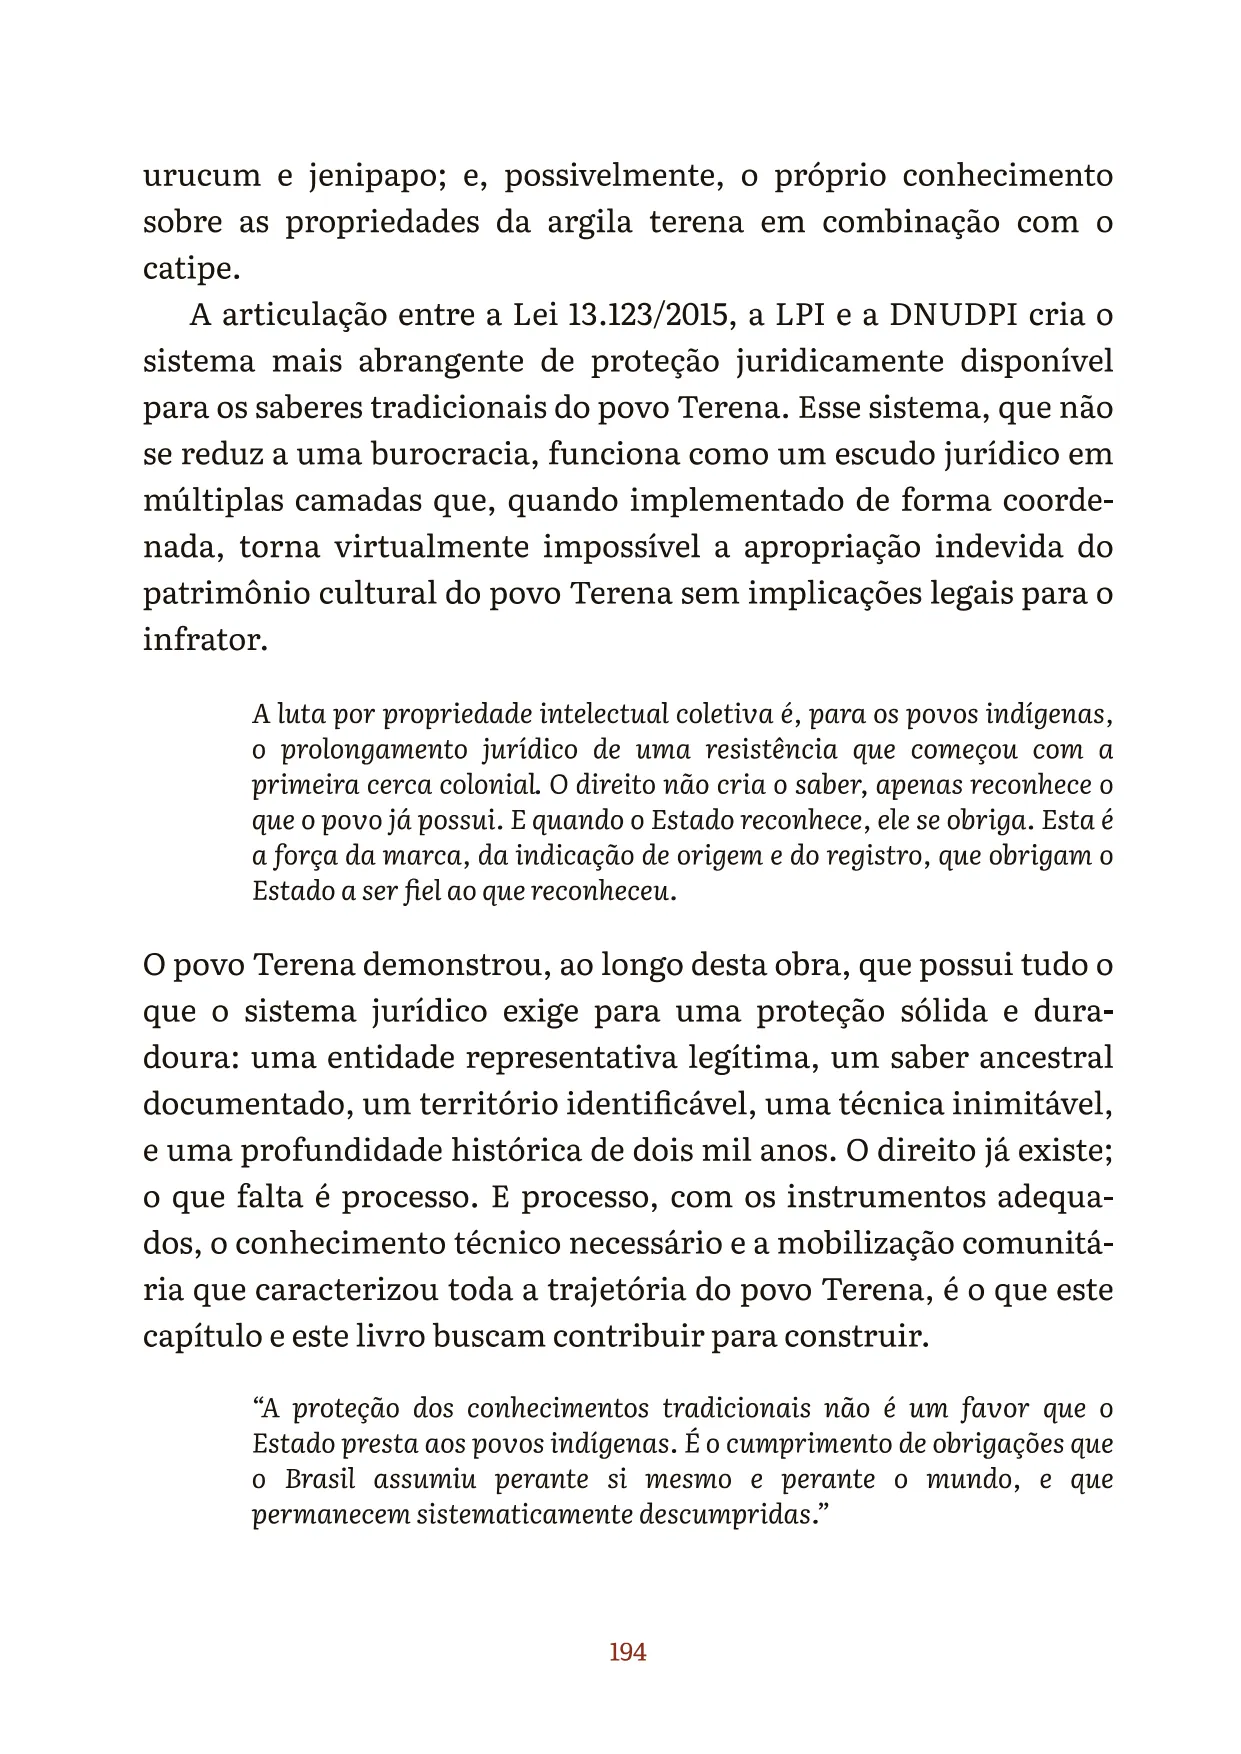 urucum e jenipapo; e, possivelmente, o próprio conhecimento
sobre as propriedades da argila terena em combinação com o
catipe.
A articulação entre a Lei 13.123/2015, a LPI e a DNUDPI cria o
sistema mais abrangente de proteção juridicamente disponível
para os saberes tradicionais do povo Terena. Esse sistema, que não
se reduz a uma burocracia, funciona como um escudo jurídico em
múltiplas camadas que, quando implementado de forma coorde-
nada, torna virtualmente impossível a apropriação indevida do
patrimônio cultural do povo Terena sem implicações legais para o
infrator.
A luta por propriedade intelectual coletiva é, para os povos indígenas,
o prolongamento jurídico de uma resistência que começou com a
primeira cerca colonial. O direito não cria o saber, apenas reconhece o
que o povo já possui. E quando o Estado reconhece, ele se obriga. Esta é
a força da marca, da indicação de origem e do registro, que obrigam o
Estado a ser fiel ao que reconheceu.
O povo Terena demonstrou, ao longo desta obra, que possui tudo o
que o sistema jurídico exige para uma proteção sólida e dura-
doura: uma entidade representativa legítima, um saber ancestral
documentado, um território identificável, uma técnica inimitável,
e uma profundidade histórica de dois mil anos. O direito já existe;
o que falta é processo. E processo, com os instrumentos adequa-
dos, o conhecimento técnico necessário e a mobilização comunitá-
ria que caracterizou toda a trajetória do povo Terena, é o que este
capítulo e este livro buscam contribuir para construir.
“A proteção dos conhecimentos tradicionais não é um favor que o
Estado presta aos povos indígenas. É o cumprimento de obrigações que
o Brasil assumiu perante si mesmo e perante o mundo, e que
permanecem sistematicamente descumpridas.”
194